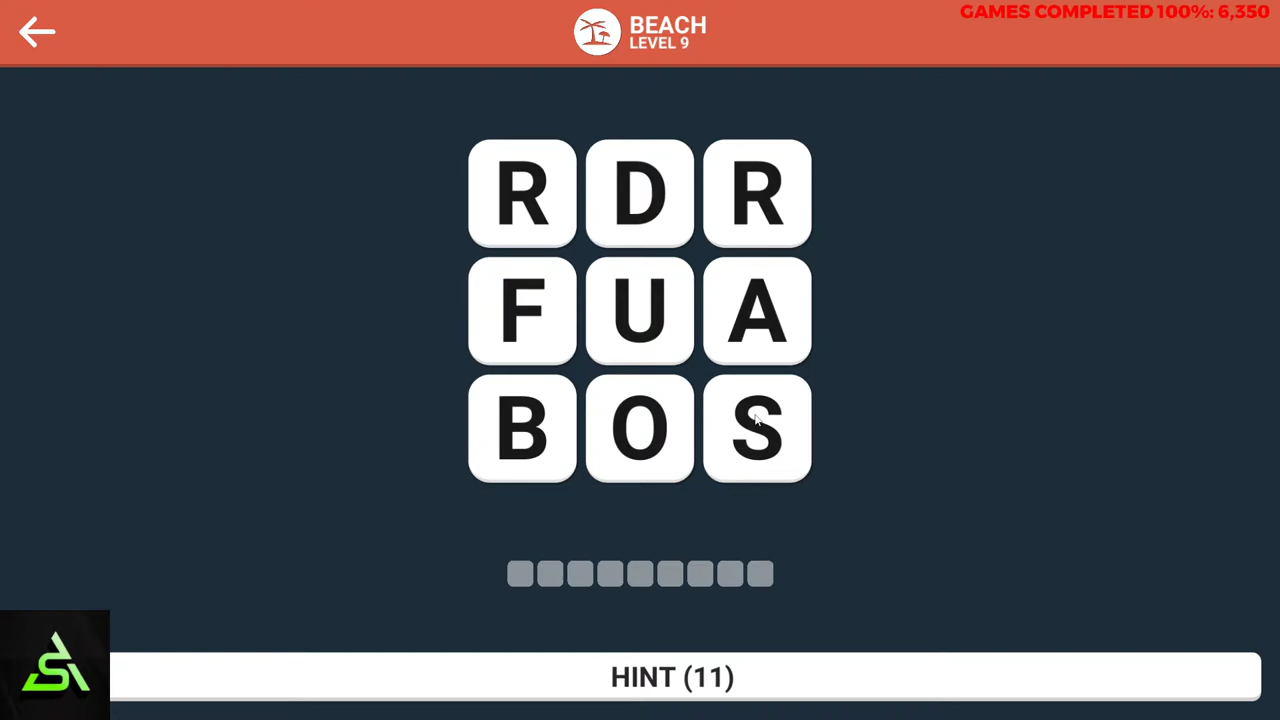 GAMES COMPLETED 100%: 6,350
BEACH
LEVEL 9
R D R
F U A
B O S
HINT (11)